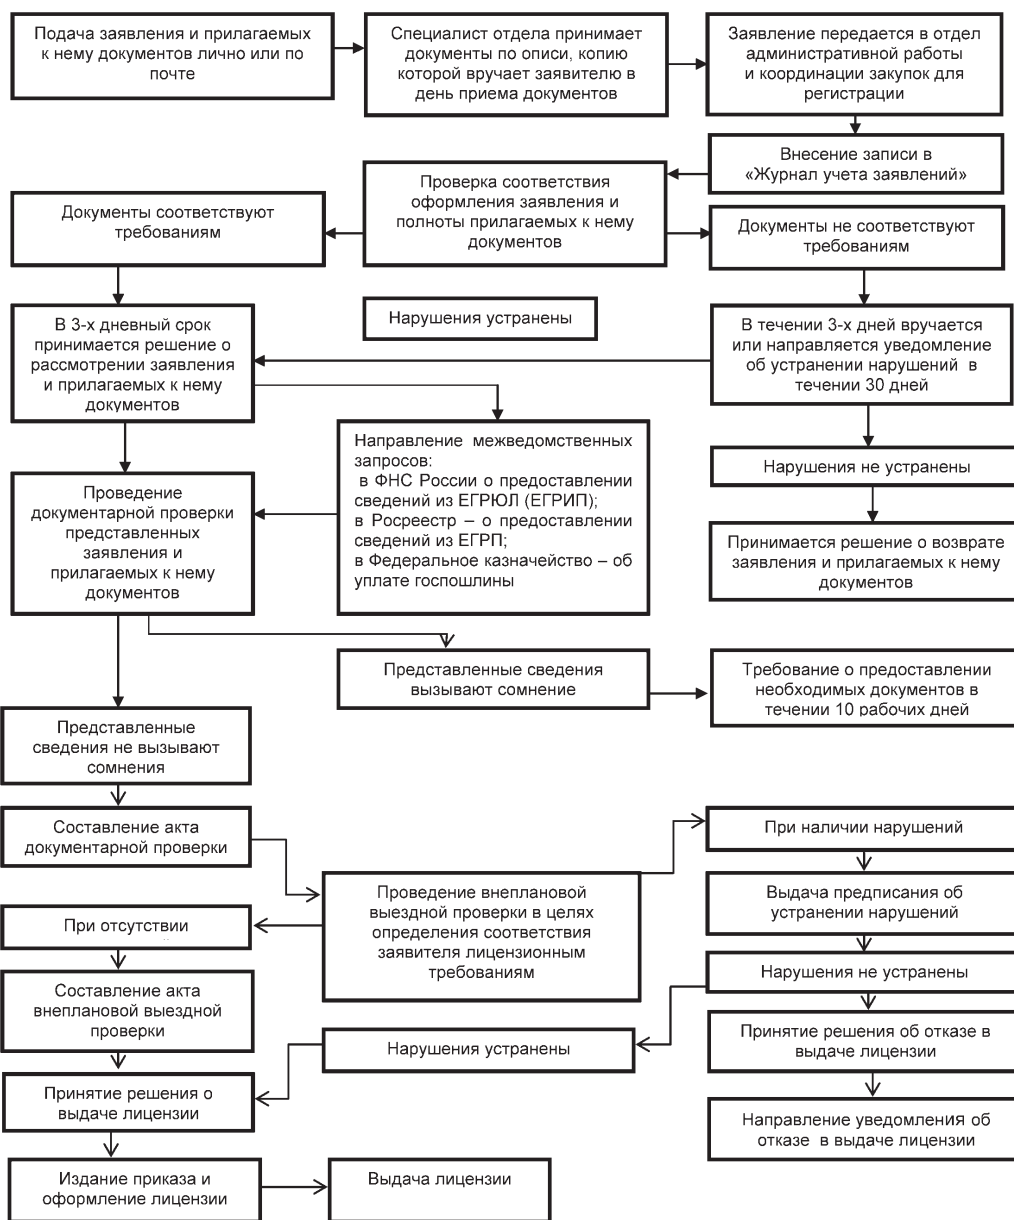 Подача заявления и прилагаемых
к нему документов лично или по
почте
Специалист отдела принимает
документы по описи, копию
которой вручает заявителю в
день приема документов
Заявление передается в отдел
административной работы
и координации закупок для
регистрации
Внесение записи в
«Журнал учета заявлений»
Проверка соответствия
оформления заявления и
полноты прилагаемых к нему
документов
Документы соответствуют
требованиям
Документы не соответствуют
требованиям
В 3-х дневный срок
принимается решение о
рассмотрении заявления
и прилагаемых к нему
документов
Нарушения устранены
В течении 3-х дней вручается
или направляется уведомление
об устранении нарушений в
течении 30 дней
Направление межведомственных
запросов:
в ФНС России о предоставлении
сведений из ЕГРЮЛ (ЕГРИП);
в Росреестр – о предоставлении
сведений из ЕГРП;
в Федеральное казначейство – об
уплате госпошлины
Нарушения не устранены
Проведение
документарной проверки
представленных
заявления и
прилагаемых к нему
документов
Принимается решение о возврате
заявления и прилагаемых к нему
документов
Представленные сведения
вызывают сомнение
Требование о предоставлении
необходимых документов в
течении 10 рабочих дней
Представленные
сведения не вызывают
сомнения
Составление акта
документарной проверки
При наличии нарушений
Проведение внеплановой
выездной проверки в целях
определения соответствия
заявителя лицензионным
требованиям
Выдача предписания об
устранении нарушений
При отсутствии
Нарушения не устранены
Составление акта
внеплановой выездной
проверки
Нарушения устранены
Принятие решения об отказе в
выдаче лицензии
Принятие решения о
выдаче лицензии
Направление уведомления об
отказе в выдаче лицензии
Издание приказа и
оформление лицензии
Выдача лицензии